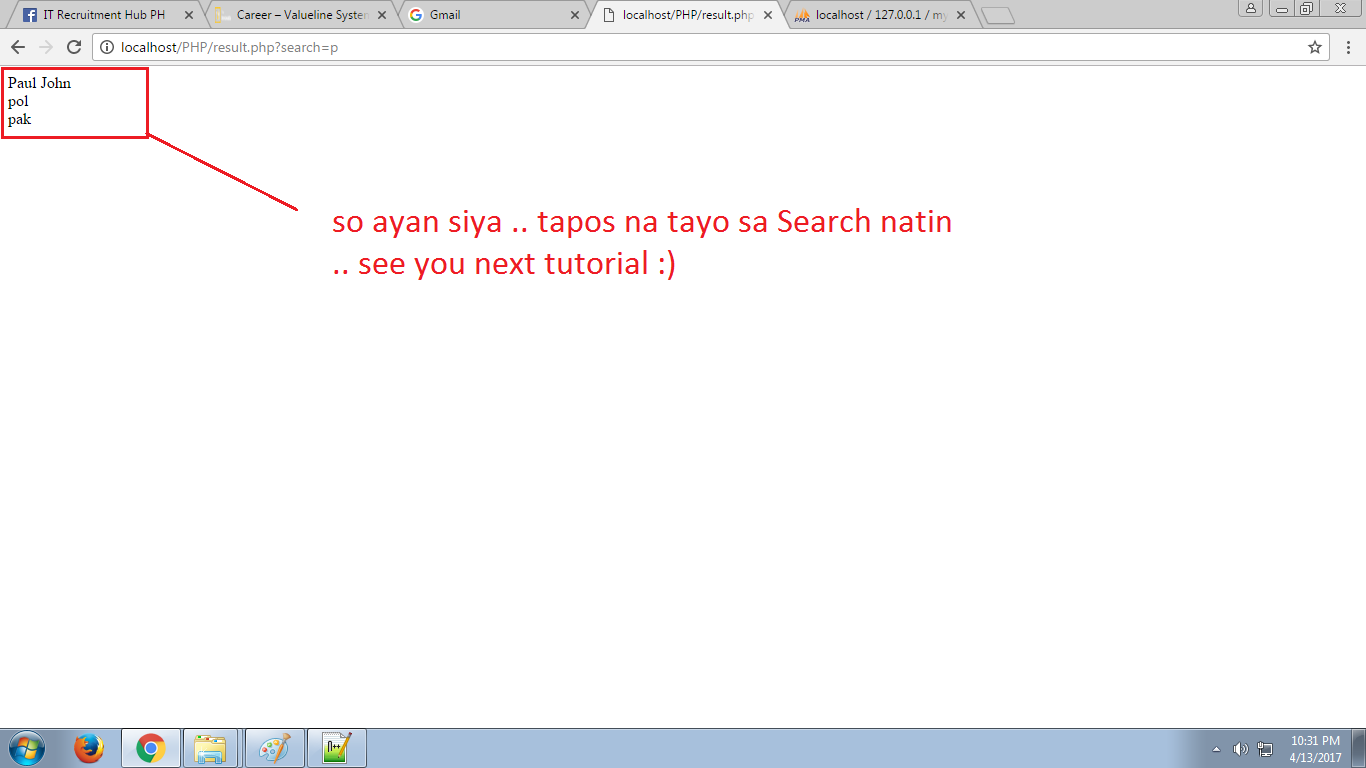 IT Recruitment Hub PH
Career – Valueline System
Gmail
localhost/PHP/result.php
localhost / 127.0.0.1 / my
localhost/PHP/result.php?search=p
Paul John
pol
pak
so ayan siya .. tapos na tayo sa Search natin
.. see you next tutorial :)
10:31 PM
4/13/2017